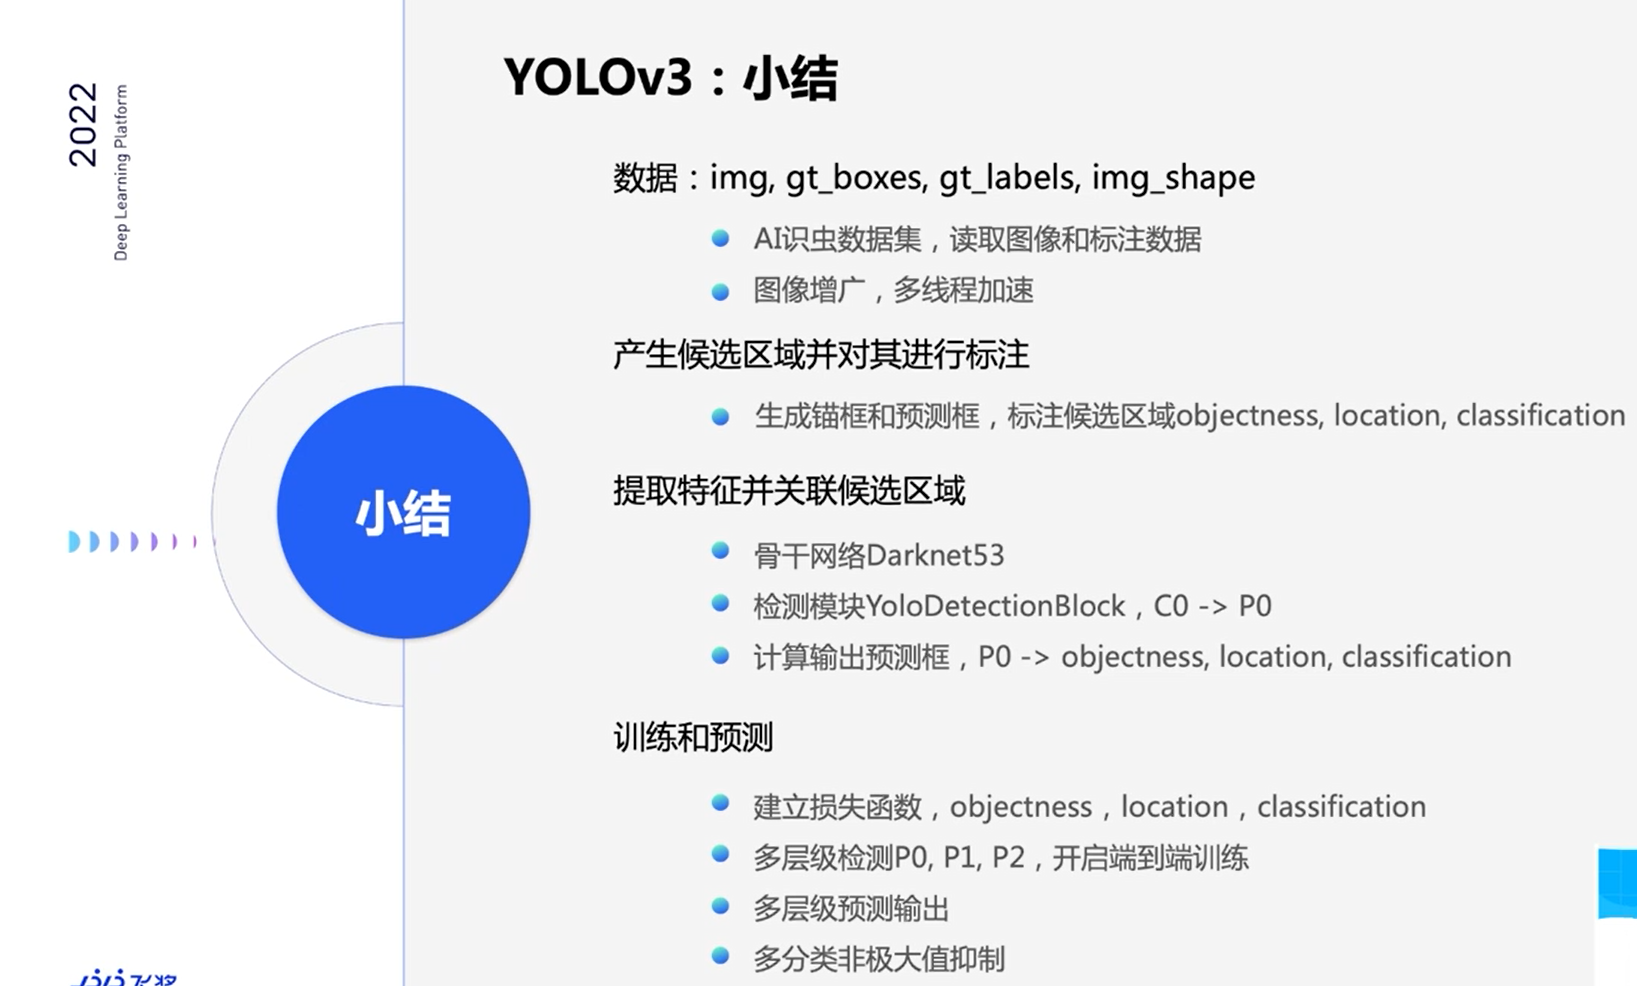 2022
Deep Learning Platform
YOLOv3：小结
数据：img, gt_boxes, gt_labels, img_shape
AI识虫数据集，读取图像和标注数据
图像增广，多线程加速
产生候选区域并对其进行标注
生成锚框和预测框，标注候选区域objectness, location, classification
提取特征并关联候选区域
小结
骨干网络Darknet53
检测模块YoloDetectionBlock，C0 -> P0
计算输出预测框，P0 -> objectness, location, classification
训练和预测
建立损失函数，objectness，location，classification
多层级检测P0, P1, P2，开启端到端训练
多层级预测输出
多分类非极大值抑制
飞桨